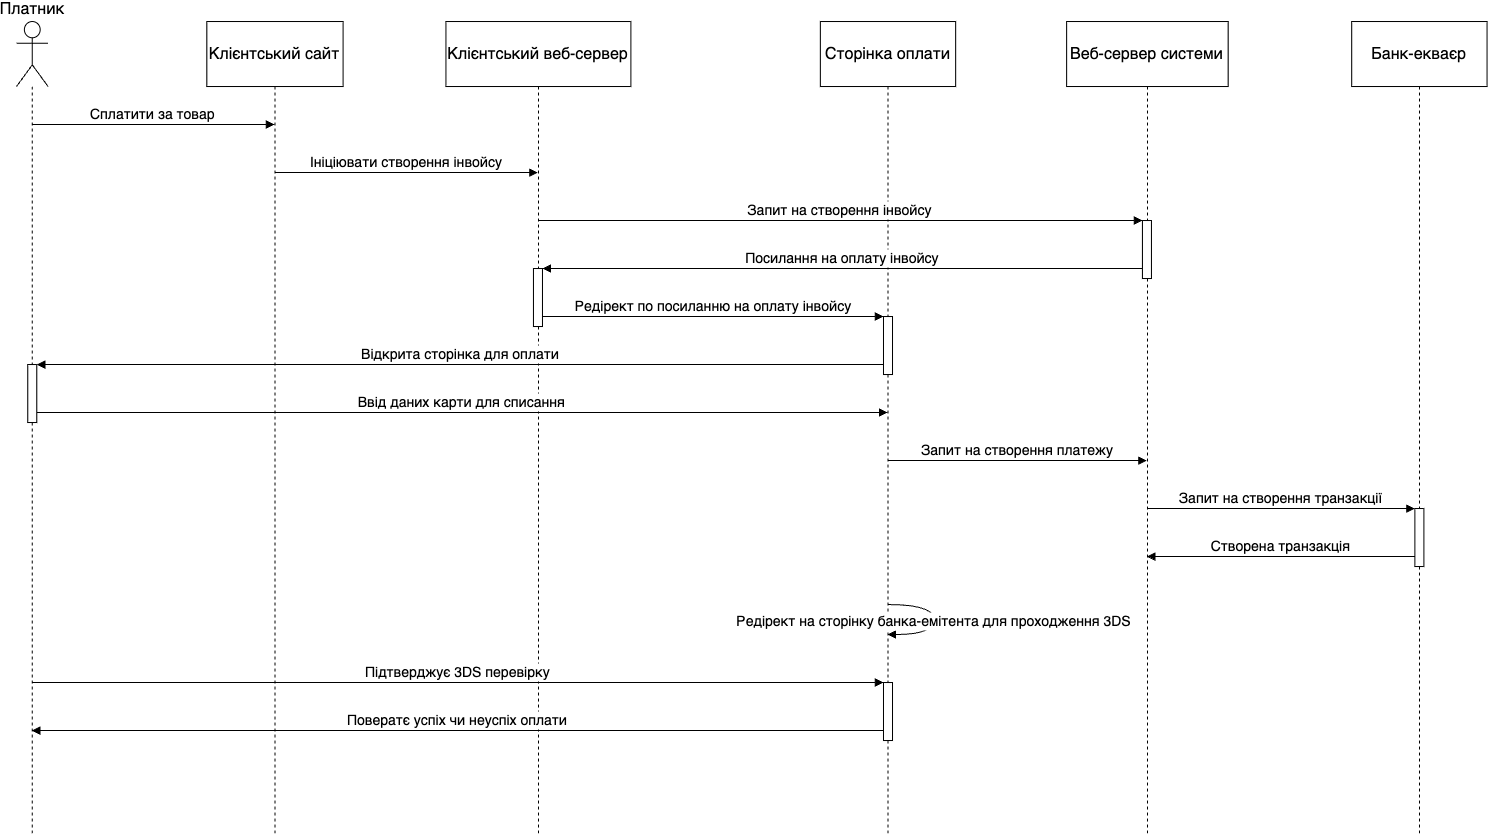 Платник
Клієнтський сайт
Клієнтський веб-сервер
Сторінка оплати
Веб-сервер системи
Банк-екваєр
Сплатити за товар
Ініціювати створення інвойсу
Запит на створення інвойсу
Посилання на оплату інвойсу
Редірект по посиланню на оплату інвойсу
Відкрита сторінка для оплати
Ввід даних карти для списання
Запит на створення платежу
Запит на створення транзакції
Створена транзакція
Редірект на сторінку банка-емітента для проходження 3DS
Підтверджує 3DS перевірку
Повератє успіх чи неуспіх оплати